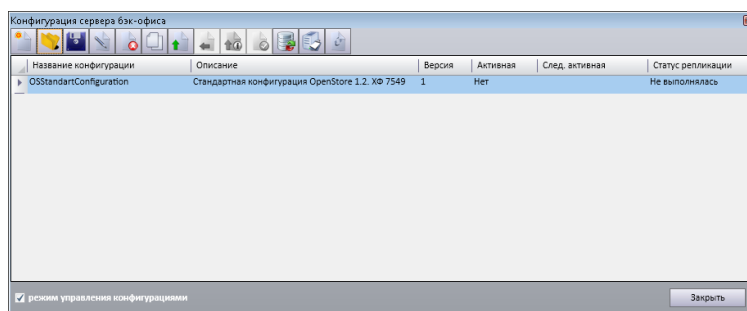 Конфигурация сервера бэк-офиса
Название конфигурации Описание Версия Активная След. активная Статус репликации
OSStandartConfiguration Стандартная конфигурация OpenStore 1.2. ХФ 7549 1 Нет Не выполнялась
режим управления конфигурациями Закрыть